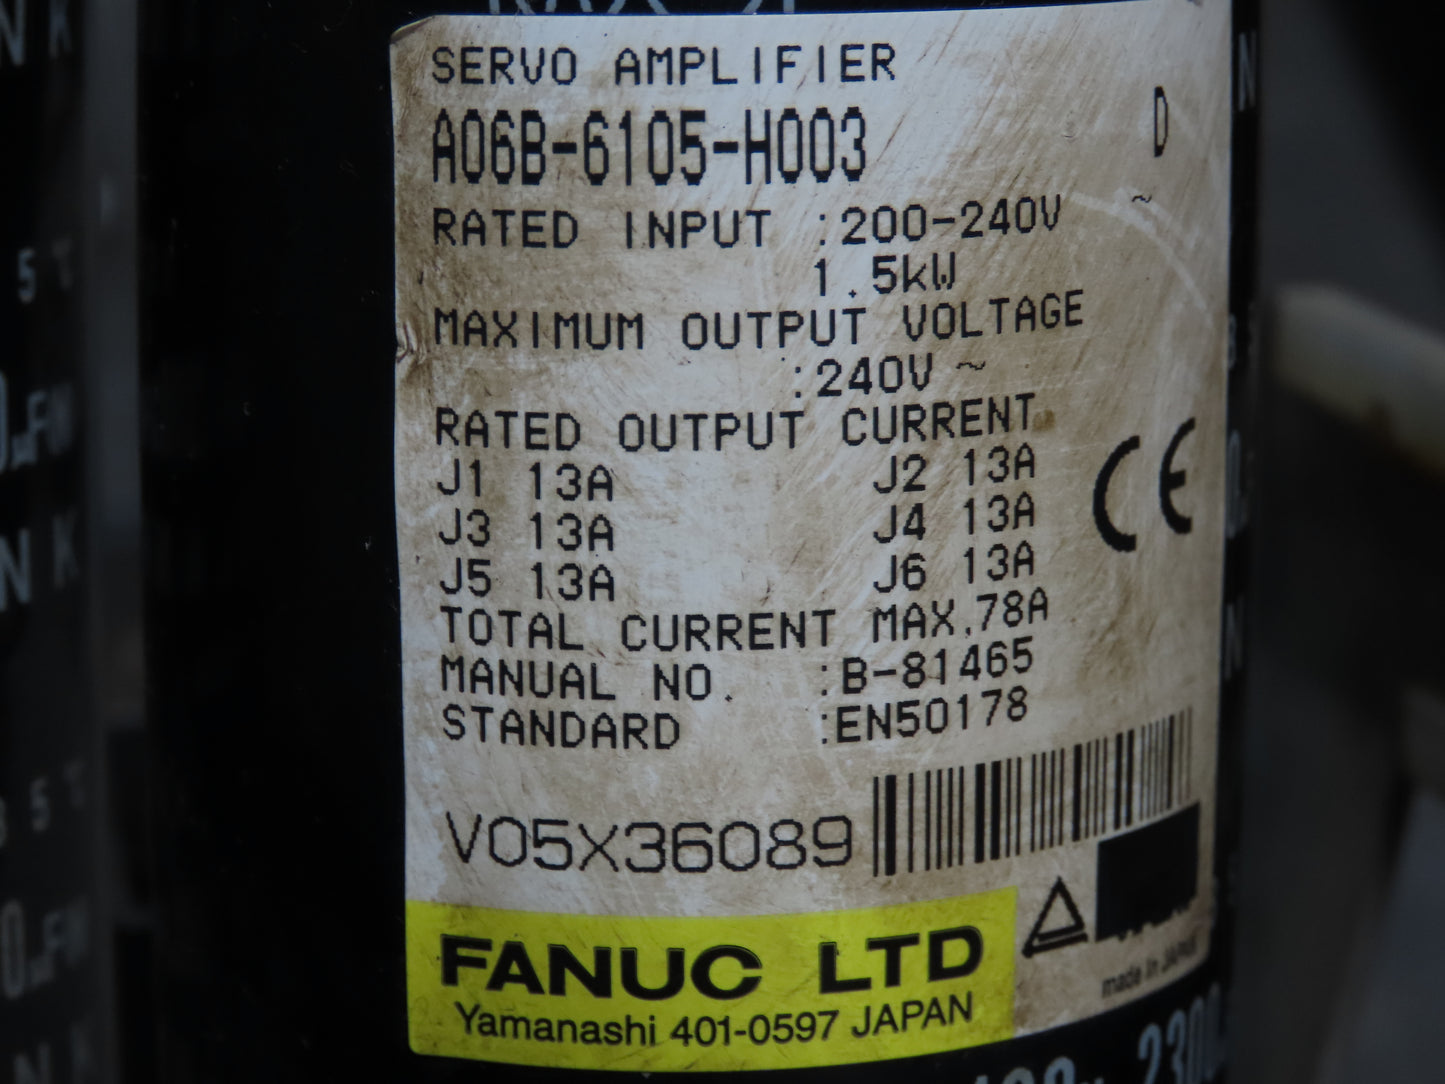 SERVO AMPLIFIER
A06B-6105-H003 D
RATED INPUT :200-240V ~
1.5kW
MAXIMUM OUTPUT VOLTAGE
:240V ~
RATED OUTPUT CURRENT
J1 13A J2 13A
J3 13A J4 13A
J5 13A J6 13A
TOTAL CURRENT MAX.78A
MANUAL NO. :B-81465
STANDARD :EN50178
CE
V05X36089
FANUC LTD
Yamanashi 401-0597 JAPAN
made in JAPAN